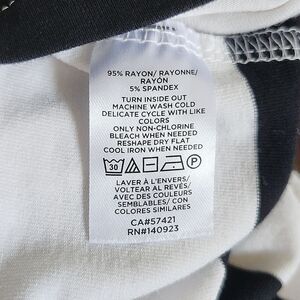 95% RAYON/ RAYONNE/
RAYÓN
5% SPANDEX
TURN INSIDE OUT
MACHINE WASH COLD
DELICATE CYCLE WITH LIKE
COLORS
ONLY NON-CHLORINE
BLEACH WHEN NEEDED
RESHAPE DRY FLAT
COOL IRON WHEN NEEDED
30 P
LAVER À L'ENVERS/
VOLTEAR AL REVÉS/
AVEC DES COULEURS
SEMBLABLES/ CON
COLORES SIMILARES
CA#57421
RN#140923